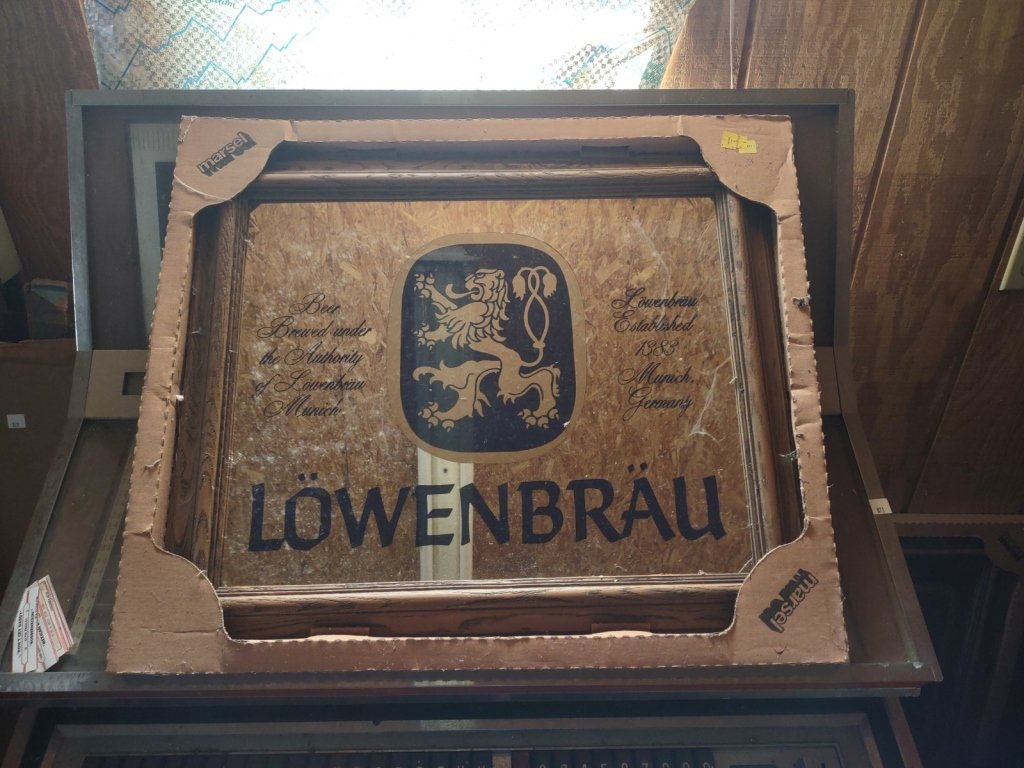 marsel
Beer
Brewed under
the Authority
of Löwenbräu
Munich
Löwenbräu
Established
1383
Munich,
Germany
LÖWENBRÄU
marsel